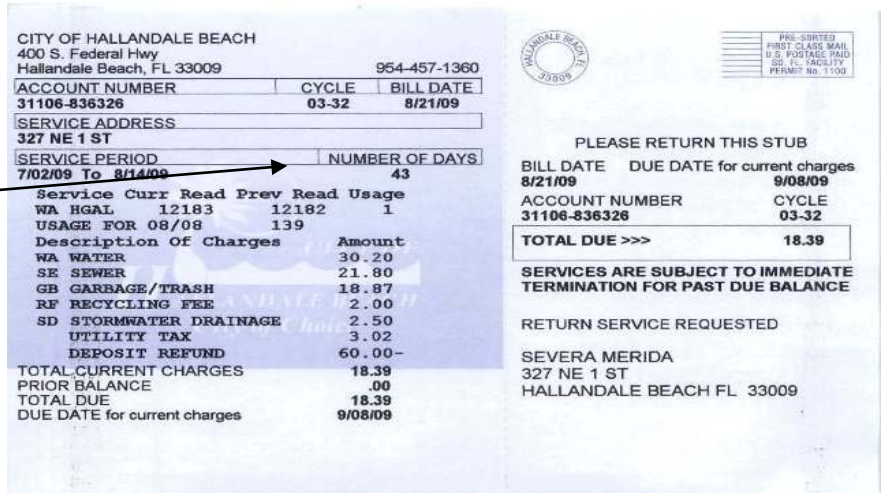 CITY OF HALLANDALE BEACH
400 S. Federal Hwy
Hallandale Beach, FL 33009 954-457-1360
ACCOUNT NUMBER CYCLE BILL DATE
31106-836326 03-32 8/21/09
SERVICE ADDRESS
327 NE 1 ST
SERVICE PERIOD NUMBER OF DAYS
7/02/09 To 8/14/09 43
Service Curr Read Prev Read Usage
WA HGAL 12183 12182 1
USAGE FOR 08/08 139
Description Of Charges Amount
WA WATER 30.20
SE SEWER 21.80
GB GARBAGE/TRASH 18.87
RF RECYCLING FEE 2.00
SD STORMWATER DRAINAGE 2.50
UTILITY TAX 3.02
DEPOSIT REFUND 60.00-
TOTAL CURRENT CHARGES 18.39
PRIOR BALANCE .00
TOTAL DUE 18.39
DUE DATE for current charges 9/08/09
HALLANDALE BEACH
33009
PRE-SORTED
FIRST CLASS MAIL
U.S. POSTAGE PAID
SO. FL. FACILITY
PERMIT No. 1100
PLEASE RETURN THIS STUB
BILL DATE DUE DATE for current charges
8/21/09 9/08/09
ACCOUNT NUMBER CYCLE
31106-836326 03-32
TOTAL DUE >>> 18.39
SERVICES ARE SUBJECT TO IMMEDIATE
TERMINATION FOR PAST DUE BALANCE
RETURN SERVICE REQUESTED
SEVERA MERIDA
327 NE 1 ST
HALLANDALE BEACH FL 33009